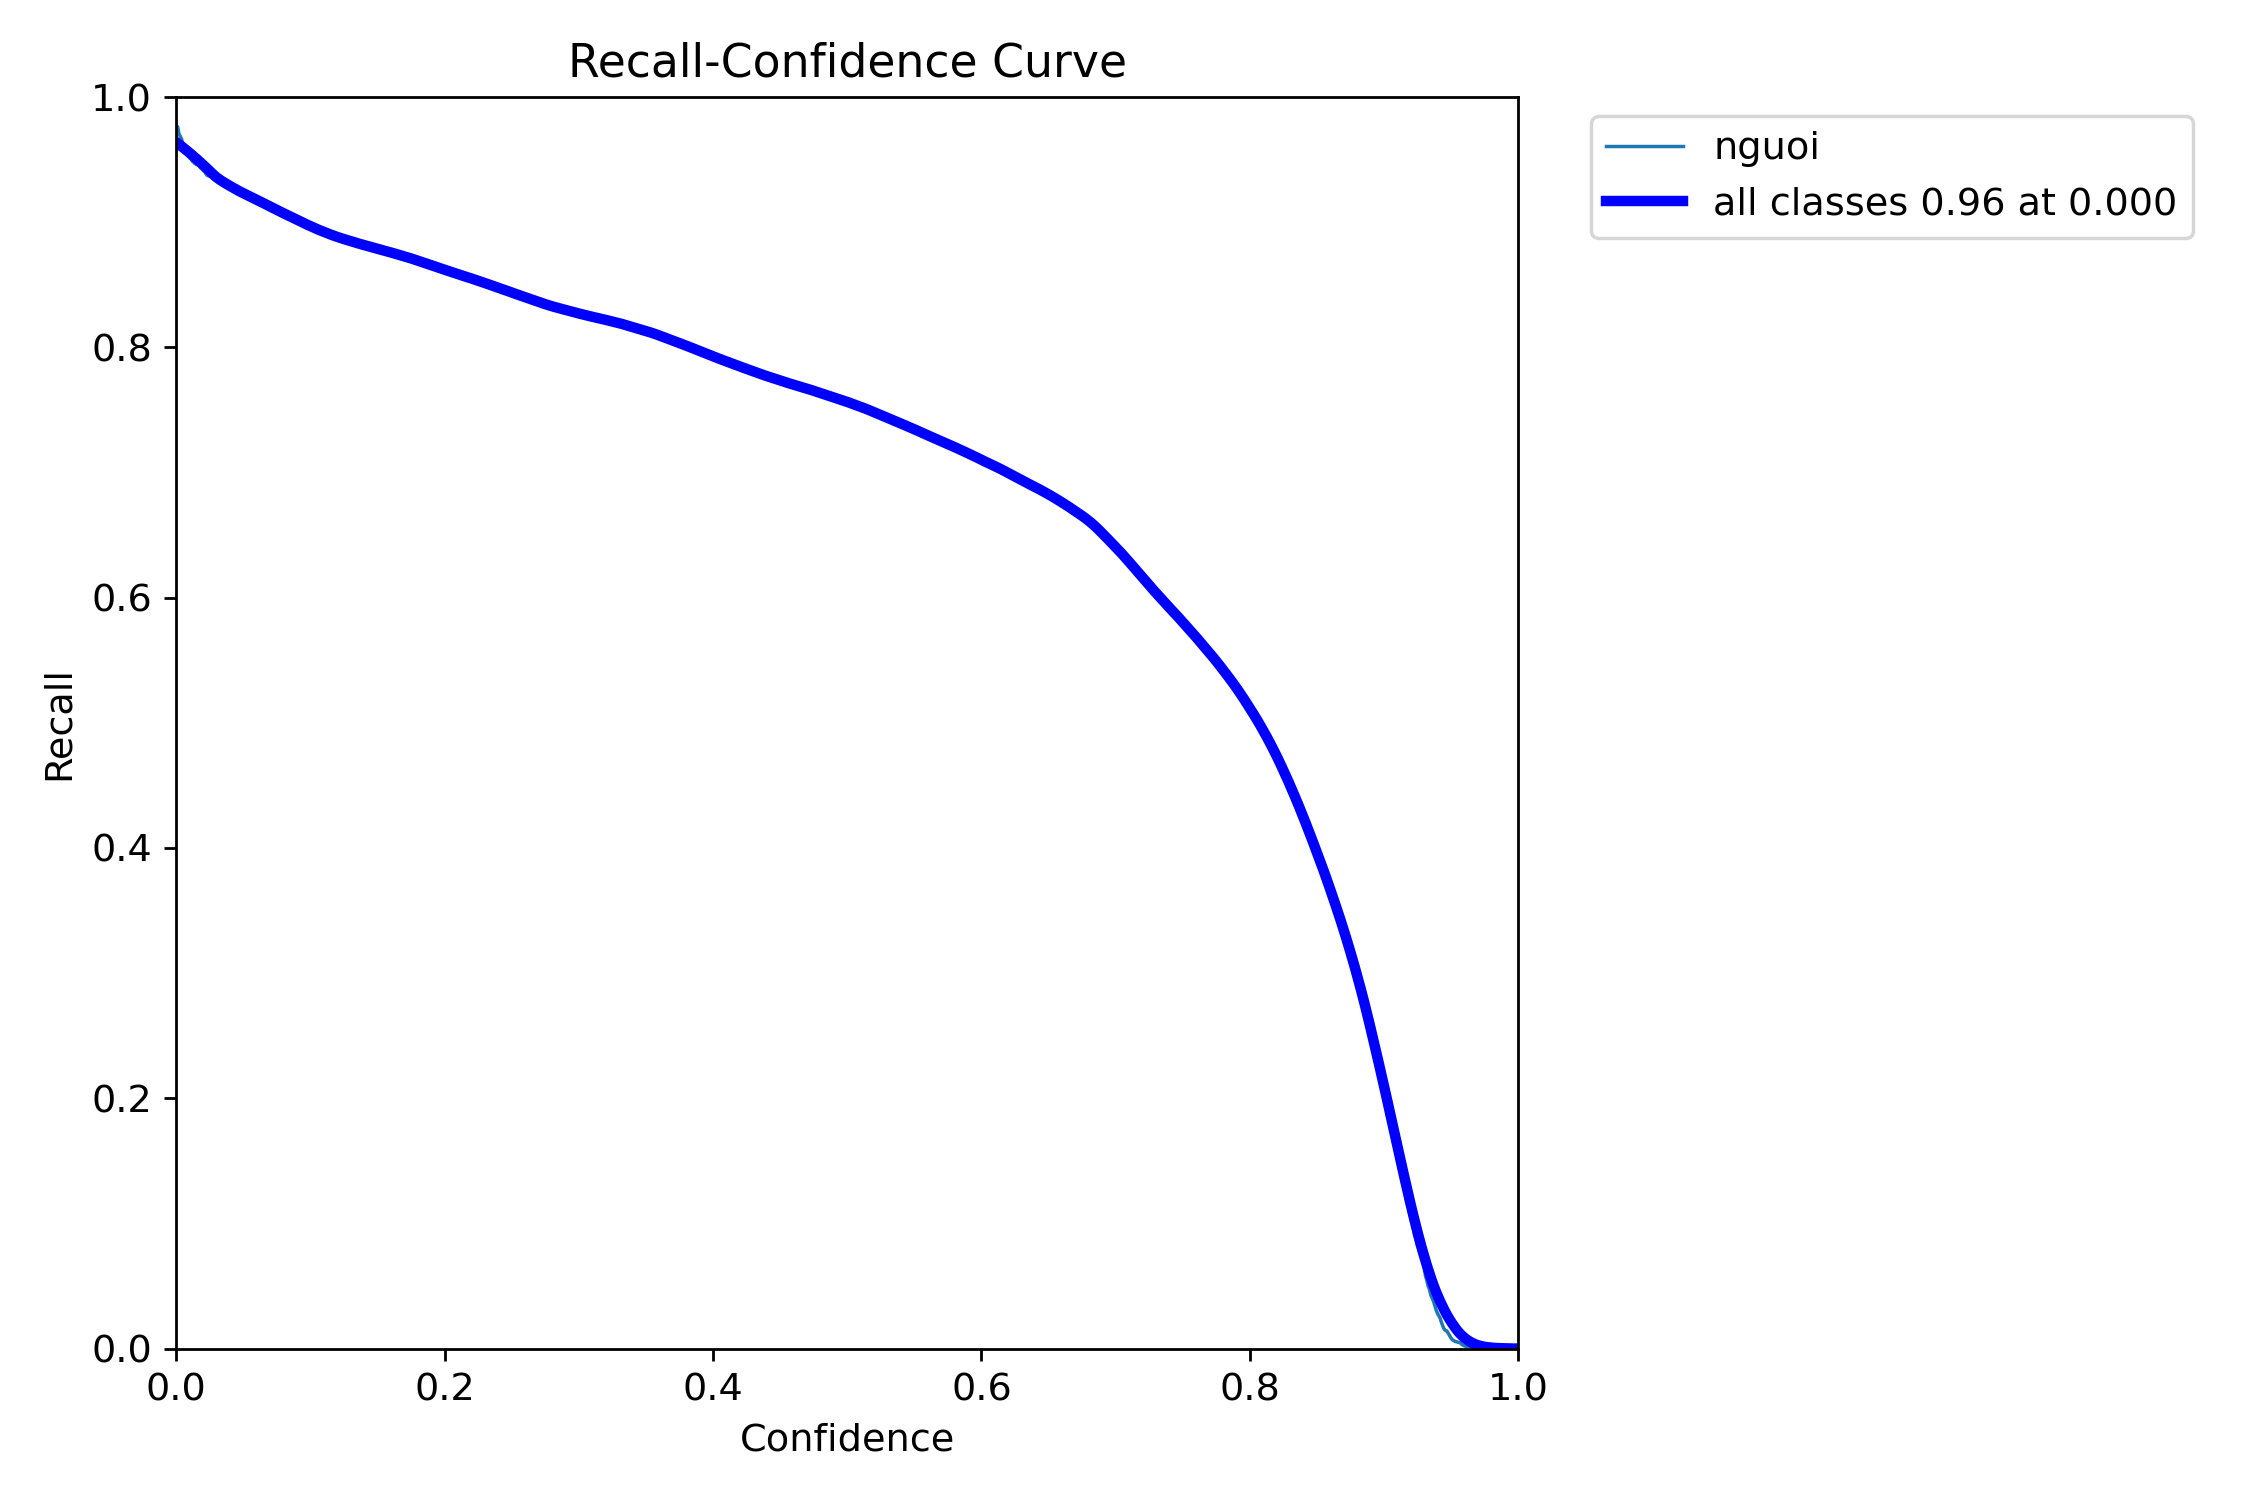 Recall-Confidence Curve
1.0
0.8
0.6
0.4
0.2
0.0
Recall
0.0 0.2 0.4 0.6 0.8 1.0
Confidence
nguoi
all classes 0.96 at 0.000